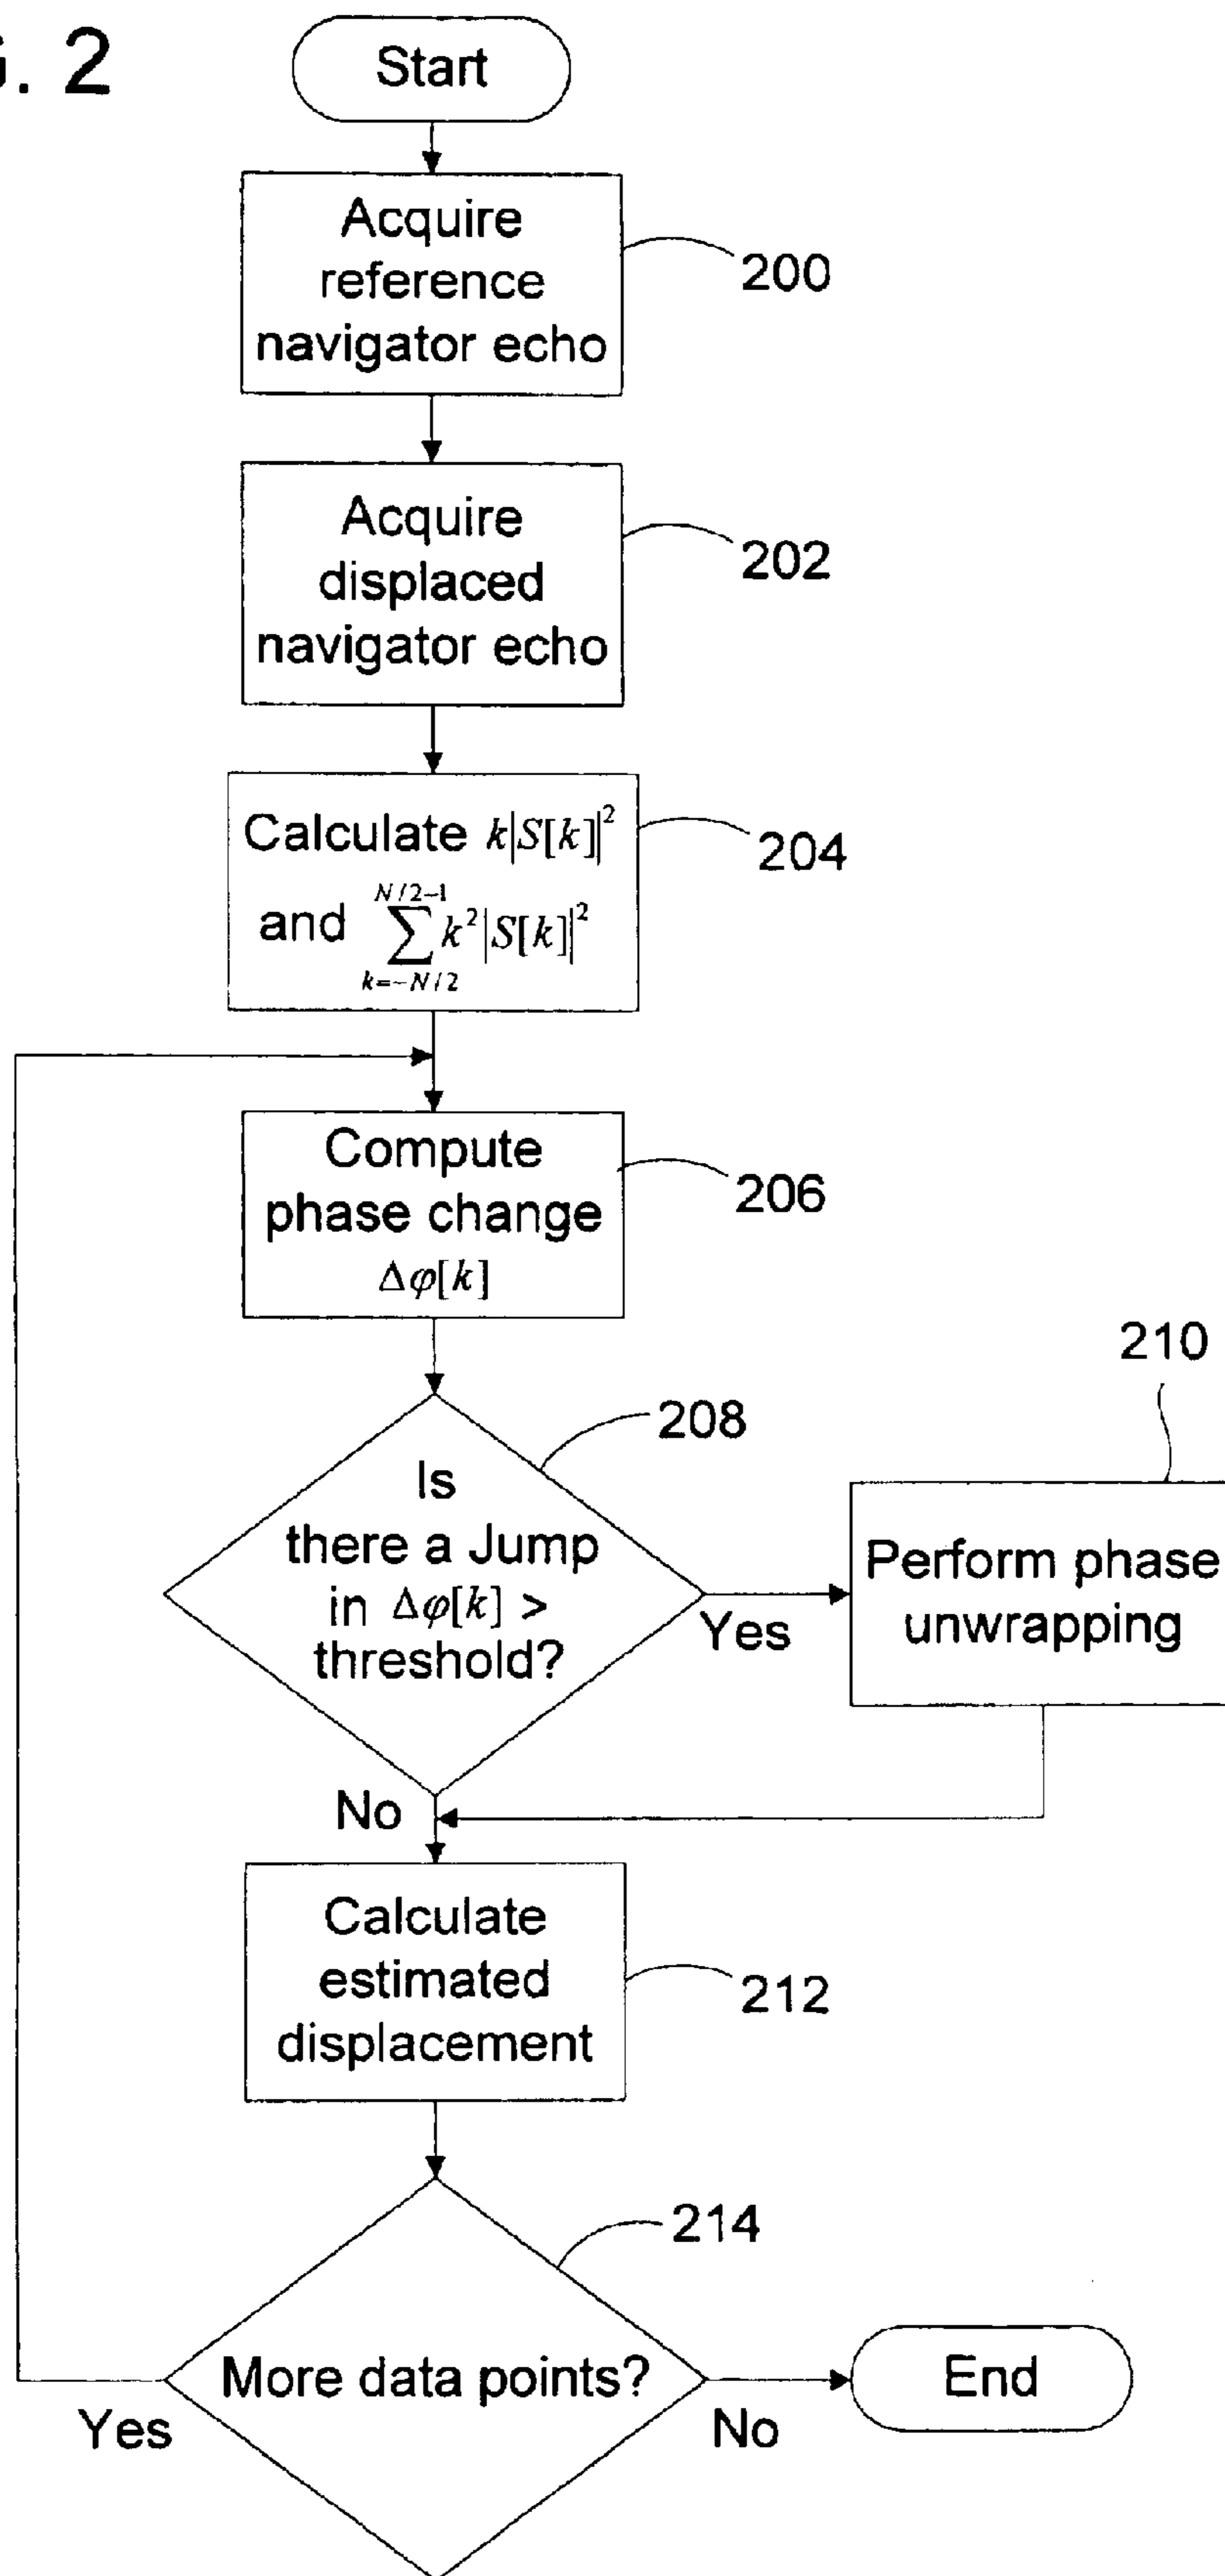 . 2
Start
Acquire
reference
navigator echo
200
Acquire
displaced
navigator echo
202
Calculate k|S[k]|²
and \sum_{k=-N/2}^{N/2-1} k²|S[k]|²
204
Compute
phase change
Δφ[k]
206
Is
there a Jump
in Δφ[k] >
threshold?
208
Yes
210
Perform phase
unwrapping
No
Calculate
estimated
displacement
212
More data points?
214
Yes
No
End